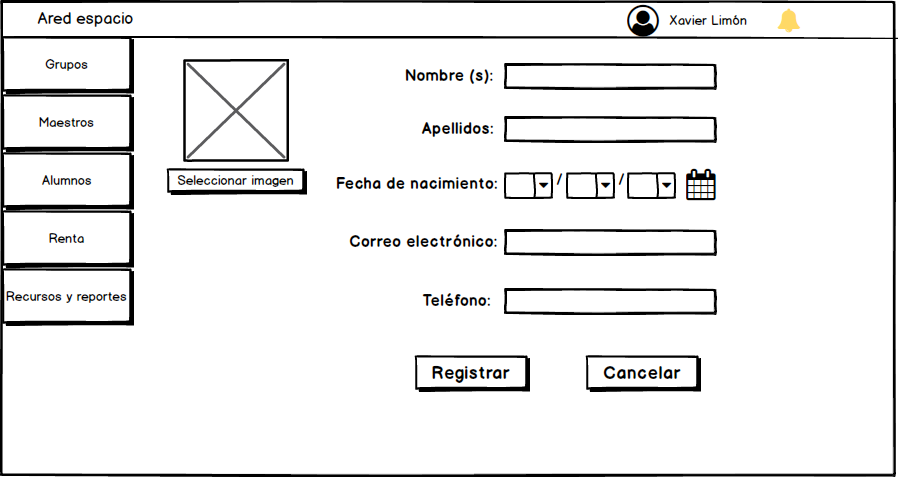 Ared espacio
Xavier Limón
Grupos
Maestros
Alumnos
Renta
Recursos y reportes
Seleccionar imagen
Nombre (s):
Apellidos:
Fecha de nacimiento: / /
Correo electrónico:
Teléfono:
Registrar
Cancelar